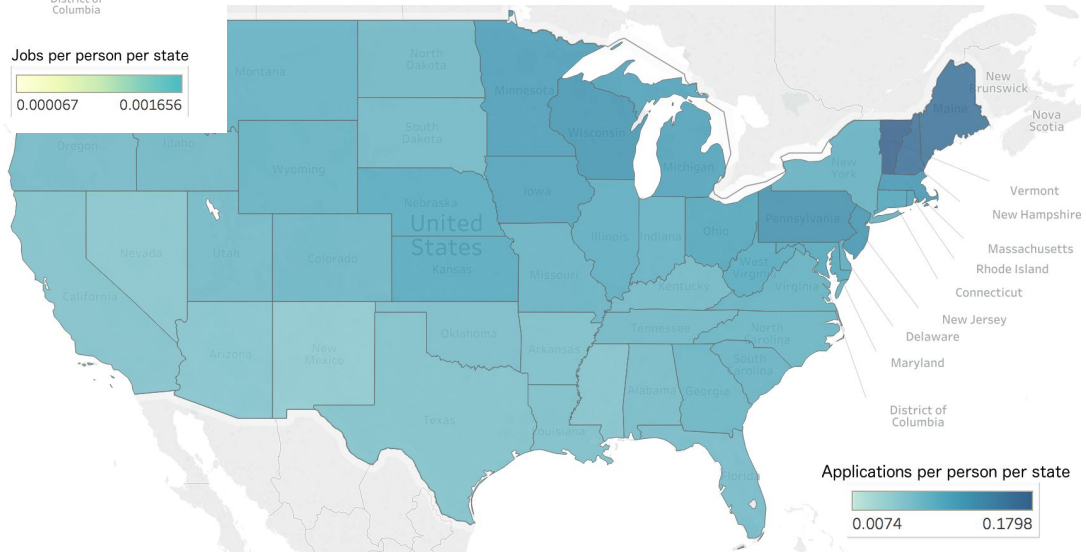 District of
Columbia
Jobs per person per state
0.000067
0.001656
Montana
North
Dakota
Minnesota
Maine
New
Brunswick
Nova
Scotia
Oregon
Idaho
South
Dakota
Wisconsin
Wyoming
Michigan
New
York
Vermont
Iowa
Nebraska
United
States
Pennsylvania
New Hampshire
Nevada
Utah
Colorado
Kansas
Illinois
Indiana
Ohio
Massachusetts
Rhode Island
Missouri
West
Virginia
Kentucky
Virginia
Connecticut
California
New Jersey
Delaware
Arizona
New
Mexico
Oklahoma
Arkansas
Tennessee
North
Carolina
South
Carolina
Maryland
Alabama
Georgia
District of
Columbia
Texas
Louisiana
Florida
Applications per person per state
0.0074
0.1798